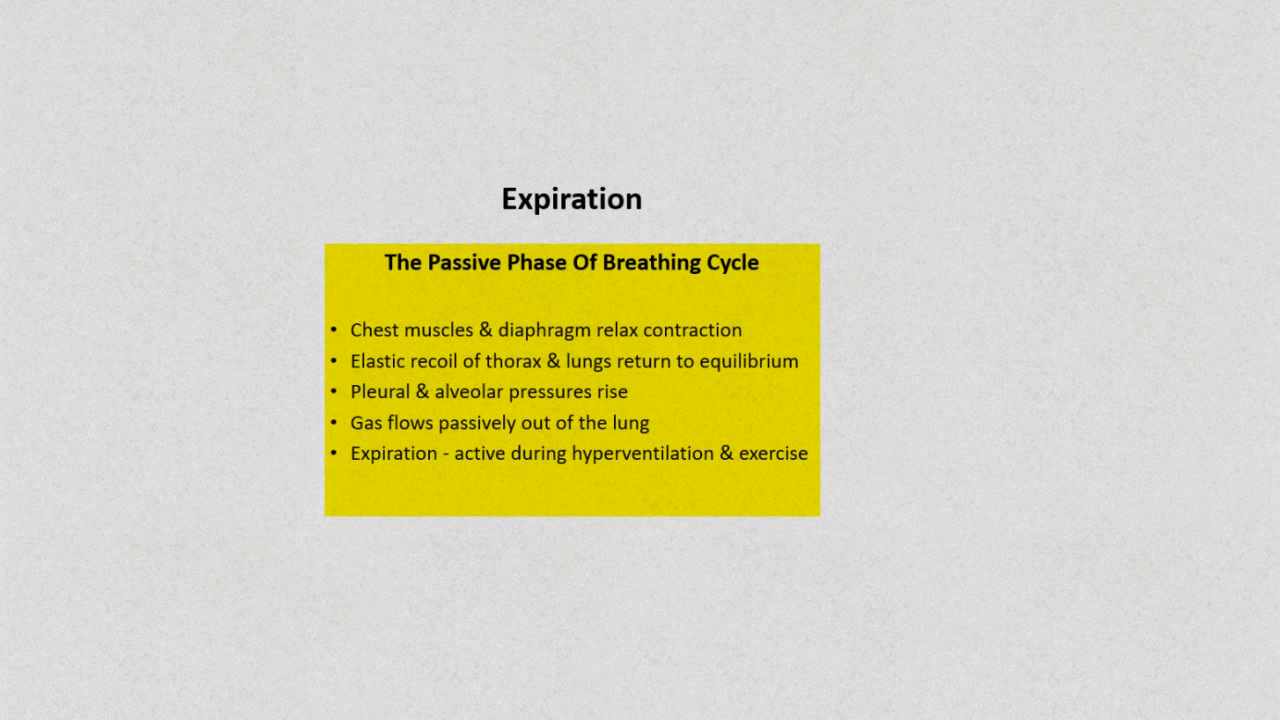 Expiration
The Passive Phase Of Breathing Cycle
• Chest muscles & diaphragm relax contraction
• Elastic recoil of thorax & lungs return to equilibrium
• Pleural & alveolar pressures rise
• Gas flows passively out of the lung
• Expiration - active during hyperventilation & exercise